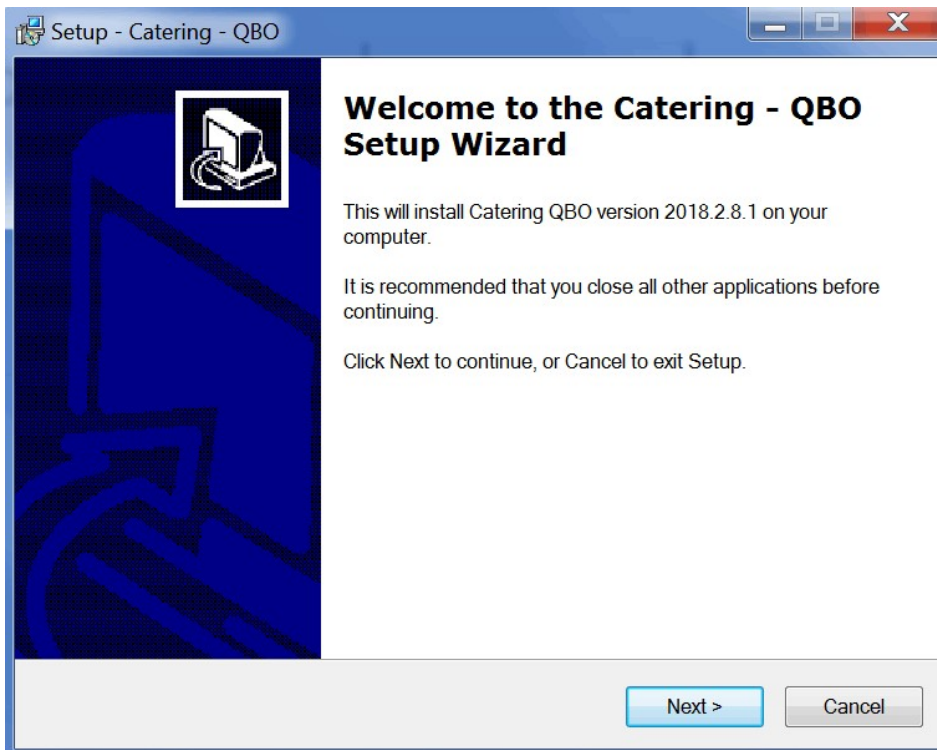 Setup - Catering - QBO
Welcome to the Catering - QBO
Setup Wizard
This will install Catering QBO version 2018.2.8.1 on your
computer.
It is recommended that you close all other applications before
continuing.
Click Next to continue, or Cancel to exit Setup.
Next >
Cancel